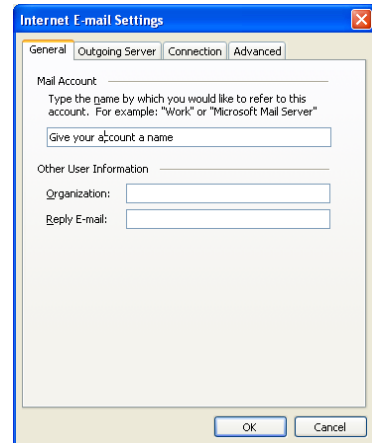 Internet E-mail Settings
General Outgoing Server Connection Advanced
Mail Account
Type the name by which you would like to refer to this
account. For example: "Work" or "Microsoft Mail Server"
Give your account a name
Other User Information
Organization:
Reply E-mail:
OK Cancel